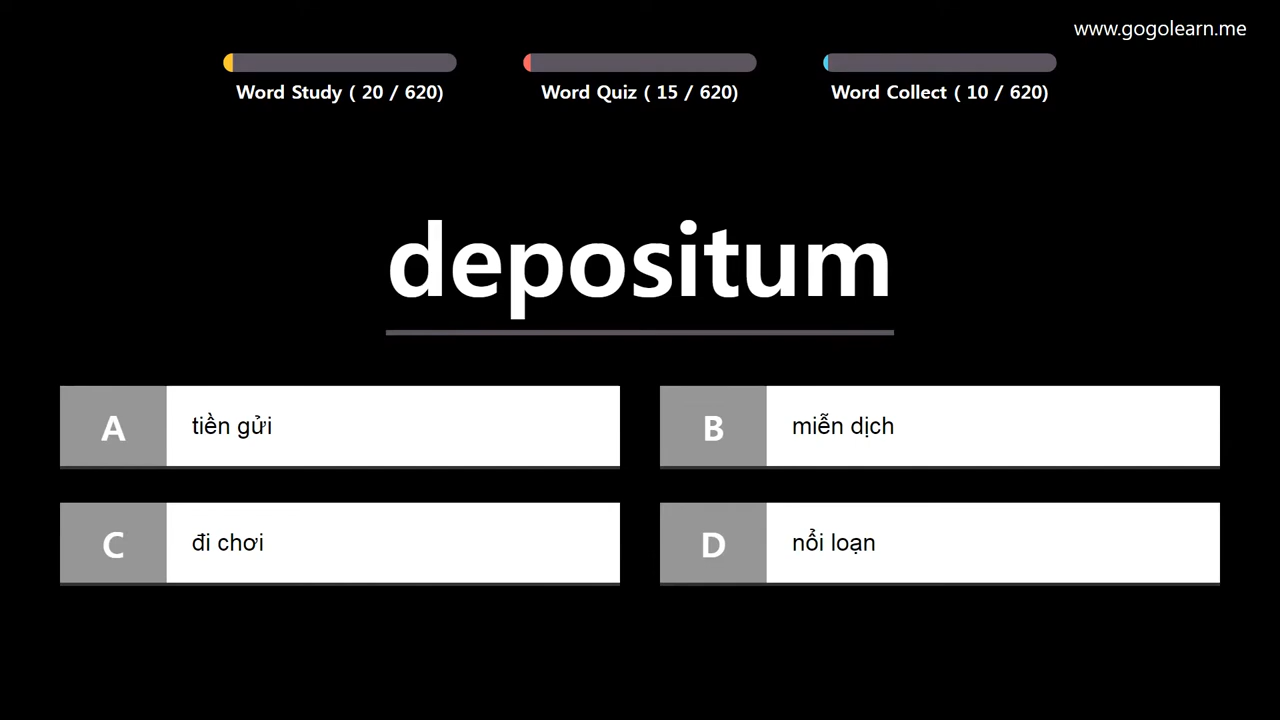 www.gogolearn.me
Word Study ( 20 / 620)
Word Quiz ( 15 / 620)
Word Collect ( 10 / 620)
depositum
A
tiền gửi
B
miễn dịch
C
đi chơi
D
nổi loạn